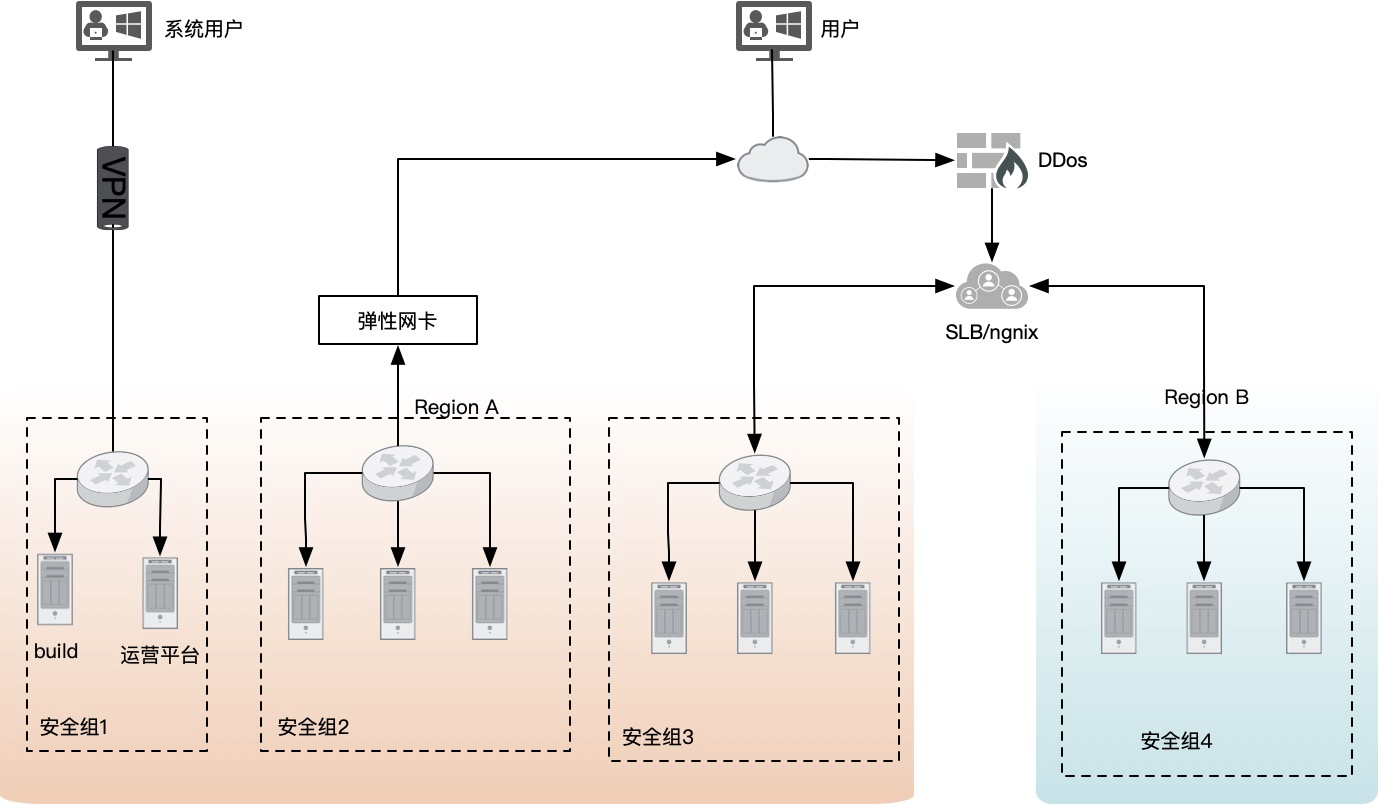 系统用户
用户
VPN
DDos
弹性网卡
SLB/ngnix
Region A
Region B
build
运营平台
安全组1
安全组2
安全组3
安全组4